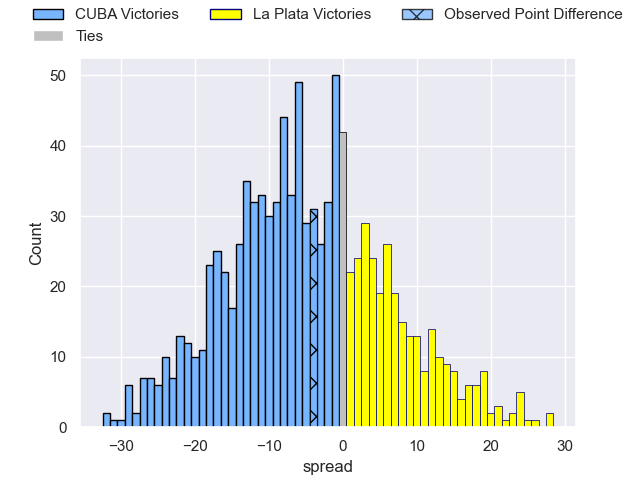 CUBA Victories La Plata Victories Observed Point Difference
Ties
50
40
30
20
10
0
Count
−30 −20 −10 0 10 20 30
spread